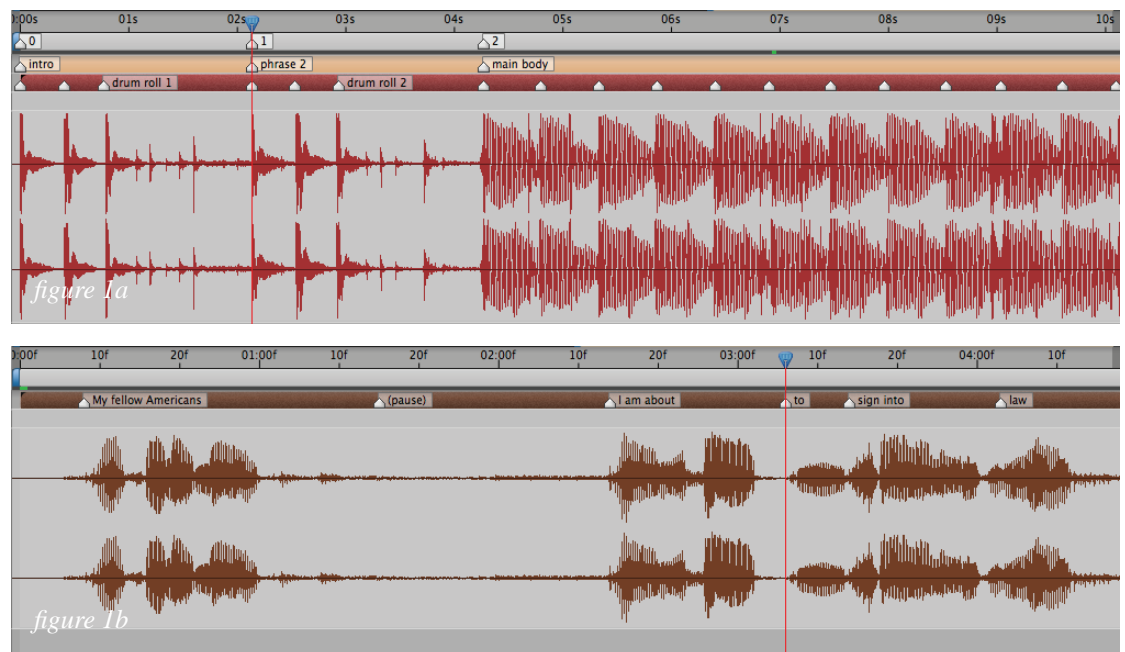 0:00s 01s 02s 03s 04s 05s 06s 07s 08s 09s 10s
0 1 2
intro phrase 2 main body
drum roll 1 drum roll 2
figure 1a
0:00f 10f 20f 01:00f 10f 20f 02:00f 10f 20f 03:00f 10f 20f 04:00f 10f
My fellow Americans (pause) I am about to sign into law
figure 1b